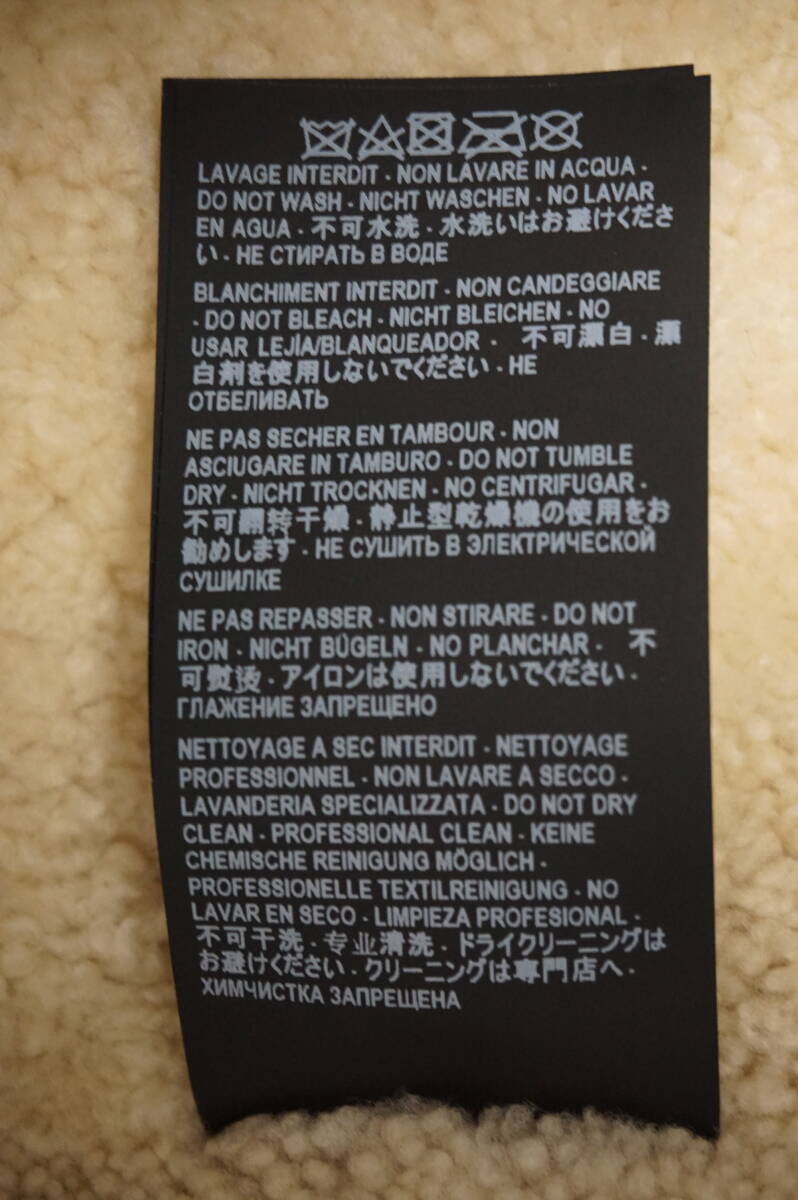 LAVAGE INTERDIT - NON LAVARE IN ACQUA -
DO NOT WASH - NICHT WASCHEN - NO LAVAR
EN AGUA - 不可水洗 - 水洗いはお避けくださ
い - НЕ СТИРАТЬ В ВОДЕ
BLANCHIMENT INTERDIT - NON CANDEGGIARE
- DO NOT BLEACH - NICHT BLEICHEN - NO
USAR LEJÍA/BLANQUEADOR - 不可漂白 - 漂
白剤を使用しないでください - НЕ
ОТБЕЛИВАТЬ
NE PAS SECHER EN TAMBOUR - NON
ASCIUGARE IN TAMBURO - DO NOT TUMBLE
DRY - NICHT TROCKNEN - NO CENTRIFUGAR -
不可翻转干燥 - 静止型乾燥機の使用をお
勧めします - НЕ СУШИТЬ В ЭЛЕКТРИЧЕСКОЙ
СУШИЛКЕ
NE PAS REPASSER - NON STIRARE - DO NOT
IRON - NICHT BÜGELN - NO PLANCHAR - 不
可熨烫 - アイロンは使用しないでください -
ГЛАЖЕНИЕ ЗАПРЕЩЕНО
NETTOYAGE A SEC INTERDIT - NETTOYAGE
PROFESSIONNEL - NON LAVARE A SECCO -
LAVANDERIA SPECIALIZZATA - DO NOT DRY
CLEAN - PROFESSIONAL CLEAN - KEINE
CHEMISCHE REINIGUNG MÖGLICH -
PROFESSIONELLE TEXTILREINIGUNG - NO
LAVAR EN SECO - LIMPIEZA PROFESIONAL -
不可干洗 - 专业清洗 - ドライクリーニングは
お避けください - クリーニングは専門店へ -
ХИМЧИСТКА ЗАПРЕЩЕНА